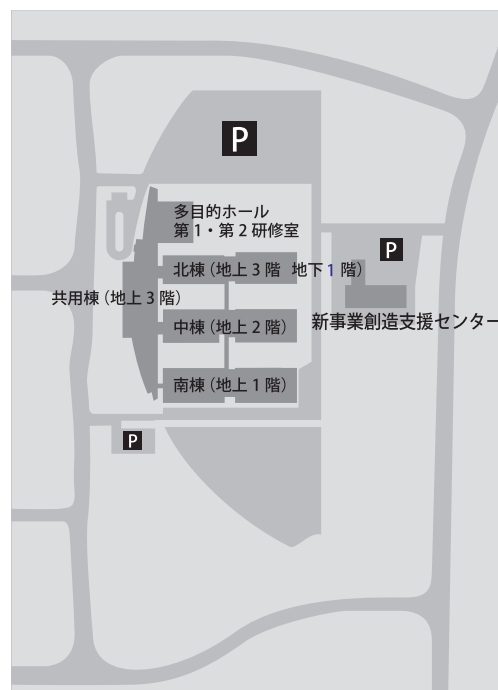 P
多目的ホール
第1・第2研修室
P
北棟（地上3階 地下1階）
共用棟（地上3階）
新事業創造支援センター
中棟（地上2階）
南棟（地上1階）
P